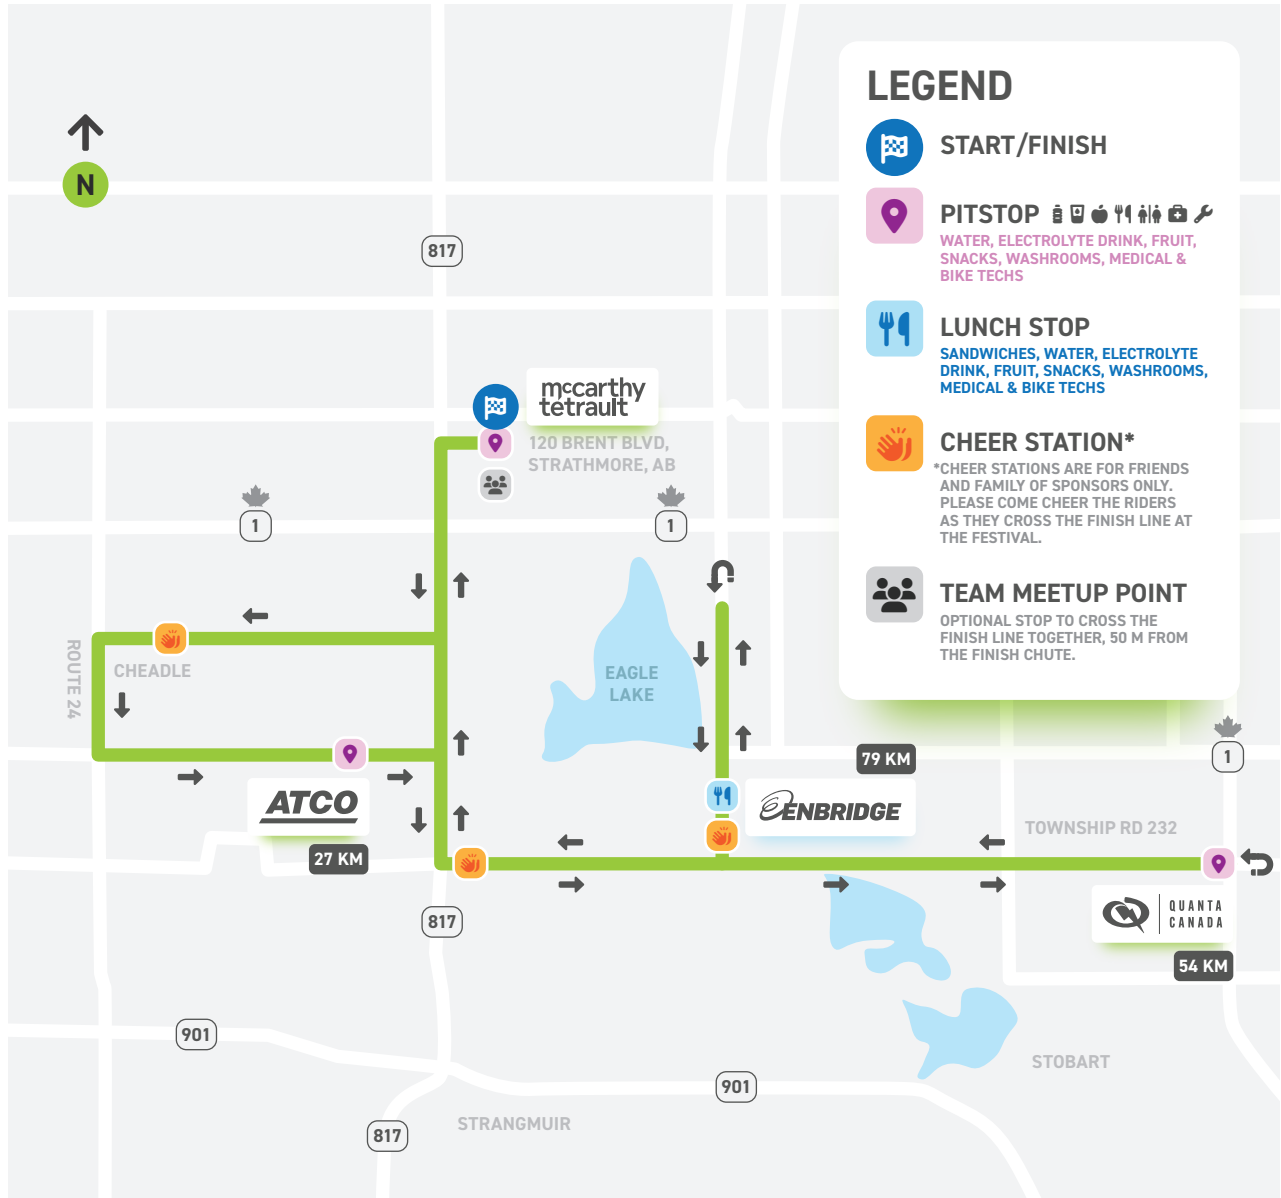 LEGEND
START/FINISH
PITSTOP
WATER, ELECTROLYTE DRINK, FRUIT,
SNACKS, WASHROOMS, MEDICAL &
BIKE TECHS
LUNCH STOP
SANDWICHES, WATER, ELECTROLYTE
DRINK, FRUIT, SNACKS, WASHROOMS,
MEDICAL & BIKE TECHS
CHEER STATION*
*CHEER STATIONS ARE FOR FRIENDS
AND FAMILY OF SPONSORS ONLY.
PLEASE COME CHEER THE RIDERS
AS THEY CROSS THE FINISH LINE AT
THE FESTIVAL.
TEAM MEETUP POINT
OPTIONAL STOP TO CROSS THE
FINISH LINE TOGETHER, 50 M FROM
THE FINISH CHUTE.
N
817
mccarthy
tetrault
120 BRENT BLVD,
STRATHMORE, AB
1
1
ROUTE 24
CHEADLE
EAGLE
LAKE
1
79 KM
ATCO
ENBRIDGE
27 KM
TOWNSHIP RD 232
QUANTA
CANADA
54 KM
817
901
STOBART
901
STRANGMUIR
817